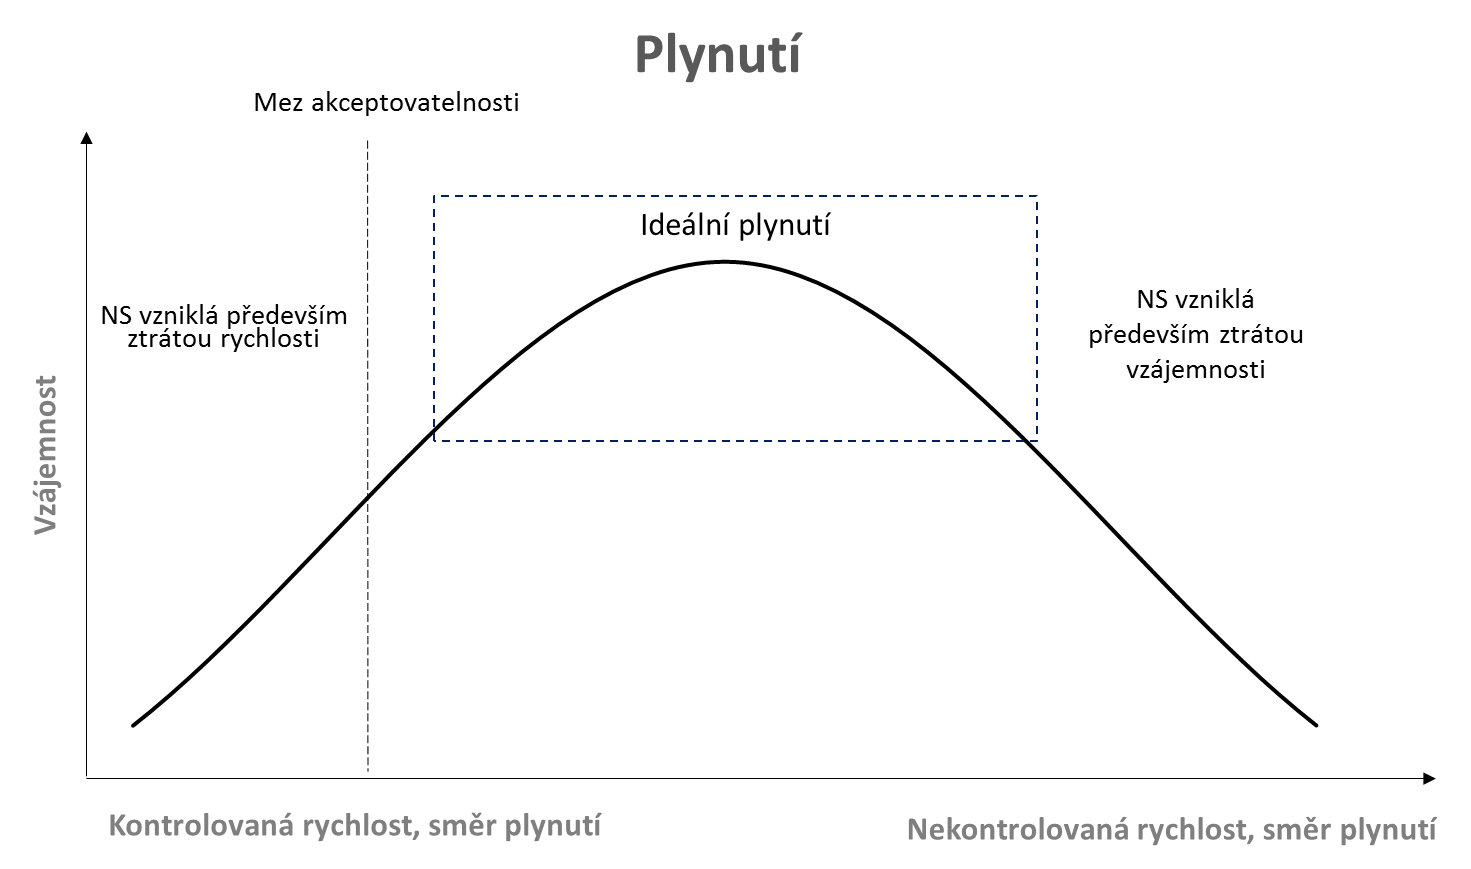 Plynutí
Mez akceptovatelnosti
Ideální plynutí
NS vzniklá především
ztrátou rychlosti
NS vzniklá
především ztrátou
vzájemnosti
Vzájemnost
Kontrolovaná rychlost, směr plynutí
Nekontrolovaná rychlost, směr plynutí